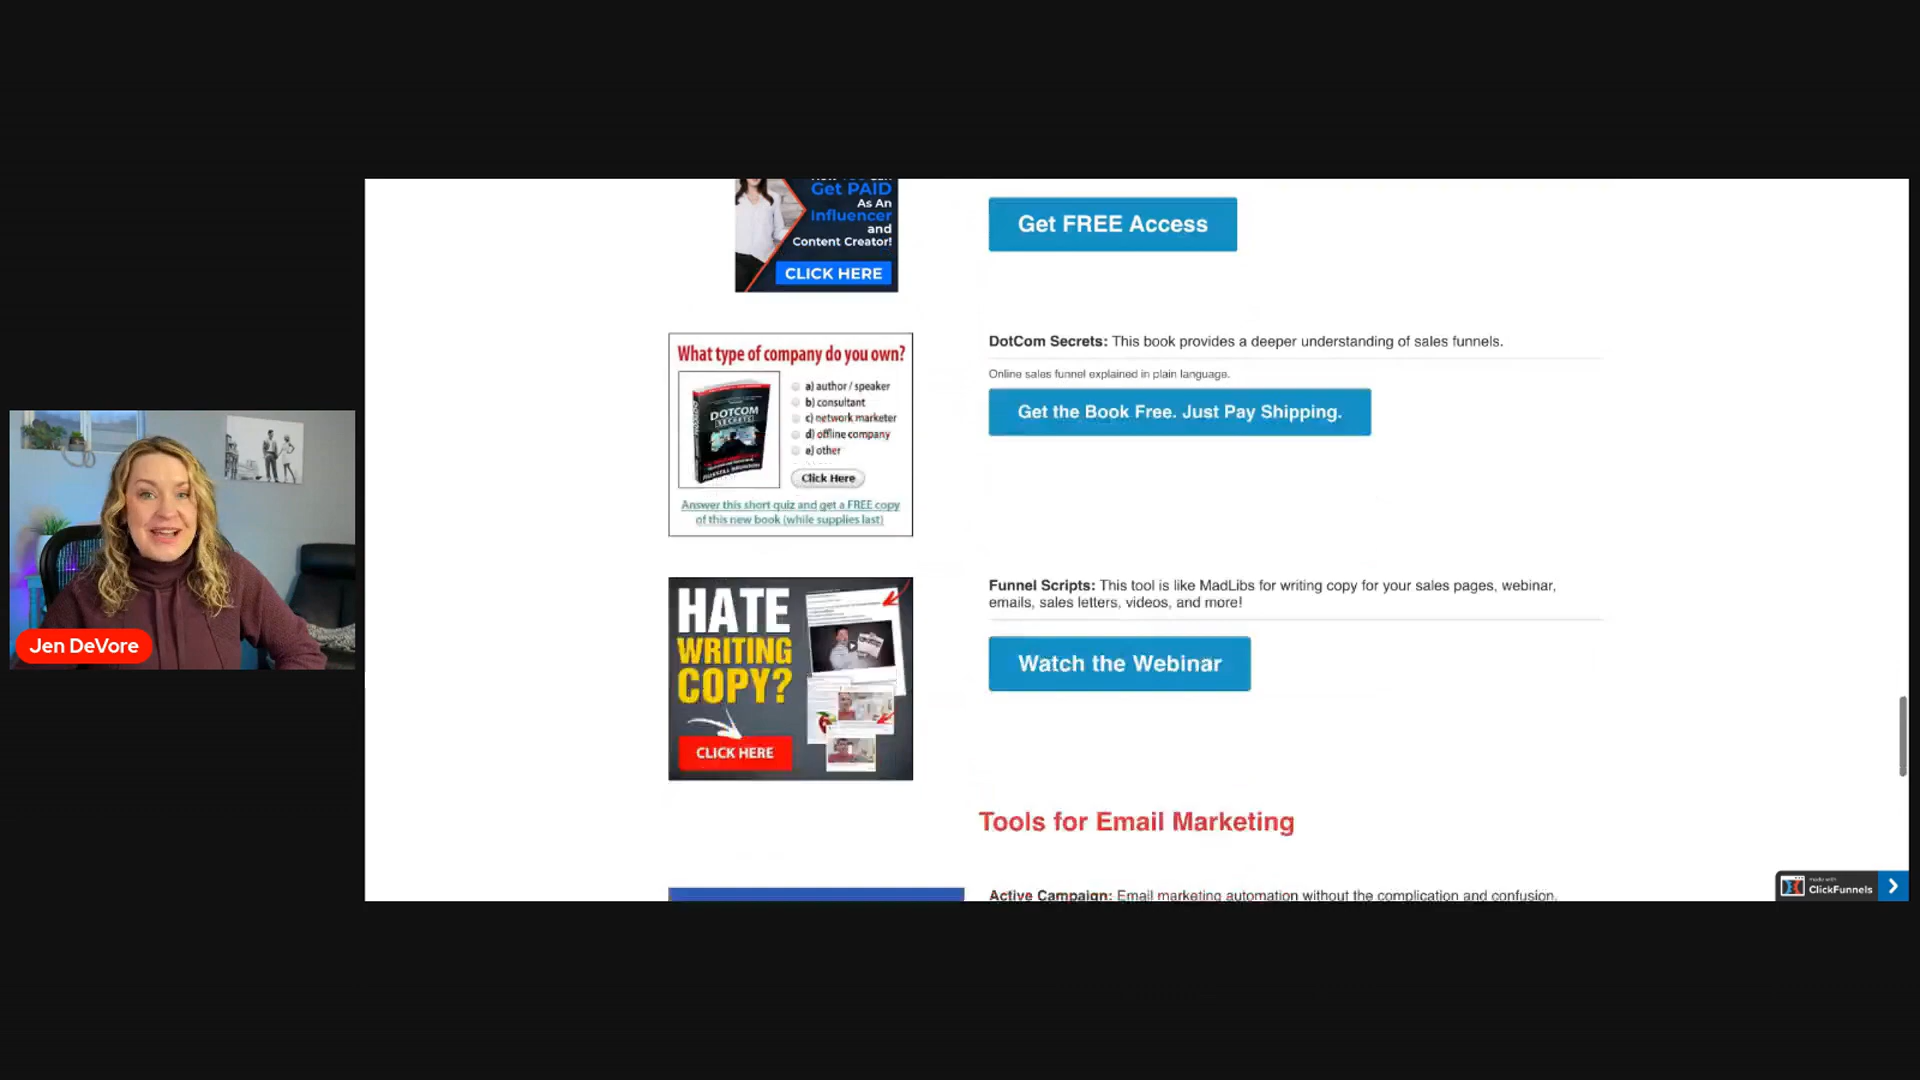 Get PAID
As An
Influencer
and
Content Creator!
CLICK HERE
Get FREE Access
What type of company do you own?
DOTCOM
SECRETS
RUSSELL BRUNSON
a) author / speaker
b) consultant
c) network marketer
d) offline company
e) other
Click Here
Answer this short quiz and get a FREE copy
of this new book (while supplies last)
DotCom Secrets: This book provides a deeper understanding of sales funnels.
Online sales funnel explained in plain language.
Get the Book Free. Just Pay Shipping.
Jen DeVore
HATE
WRITING
COPY?
CLICK HERE
Funnel Scripts: This tool is like MadLibs for writing copy for your sales pages, webinar,
emails, sales letters, videos, and more!
Watch the Webinar
Tools for Email Marketing
Active Campaign: Email marketing automation without the complication and confusion.
made with
ClickFunnels